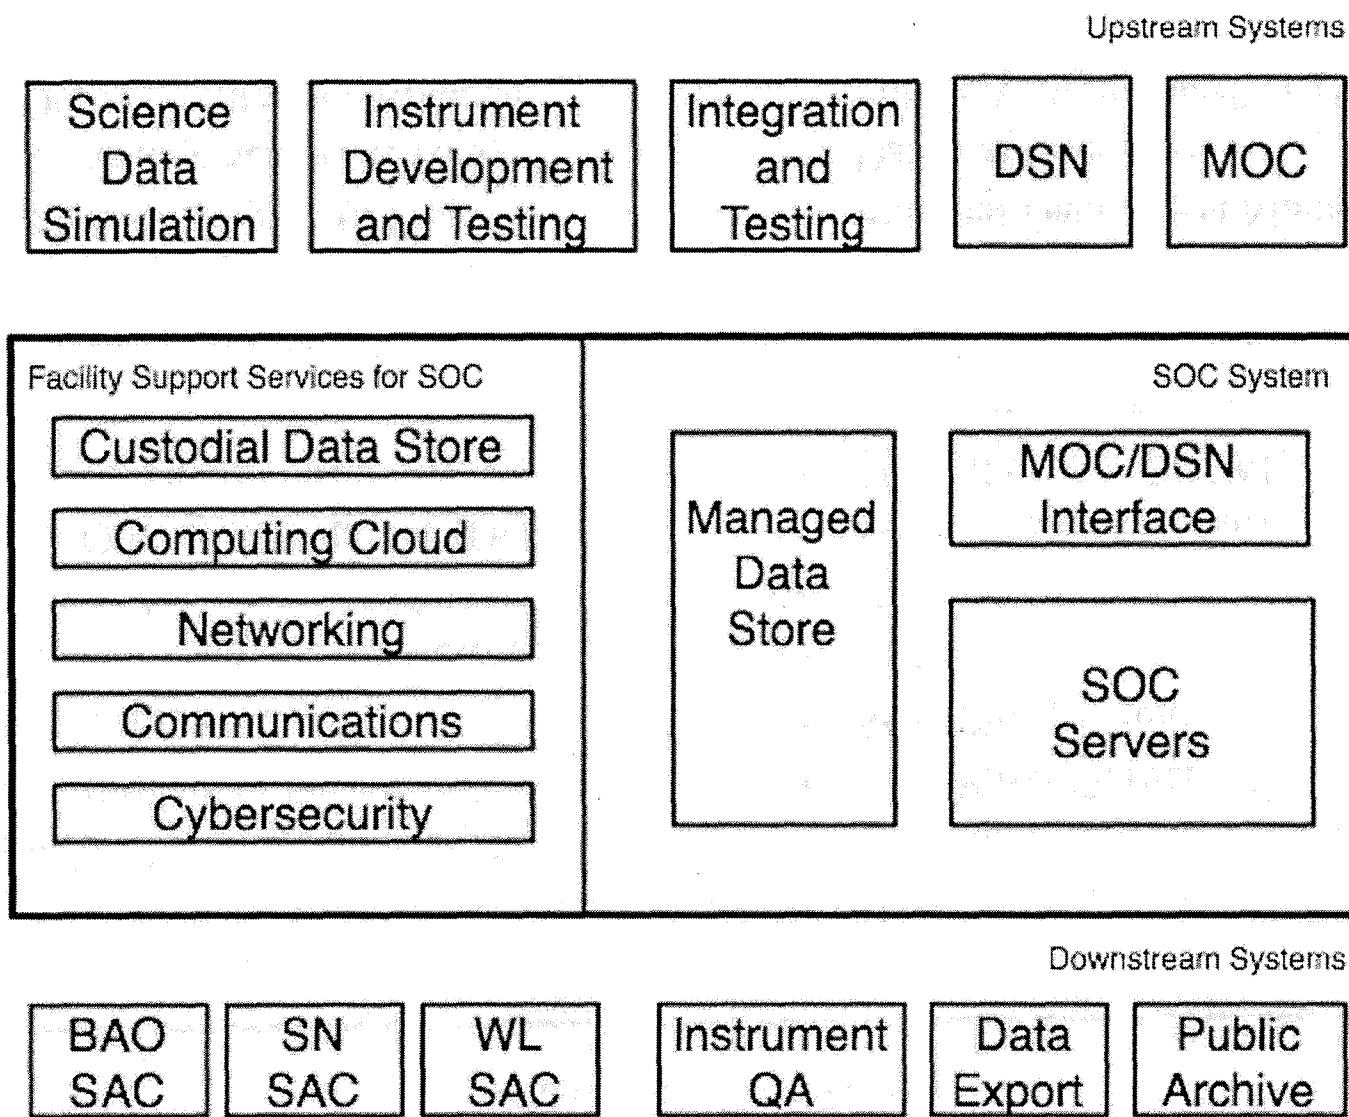 Upstream Systems
Science
Data
Simulation
Instrument
Development
and Testing
Integration
and
Testing
DSN
MOC
Facility Support Services for SOC
Custodial Data Store
Computing Cloud
Networking
Communications
Cybersecurity
SOC System
Managed
Data
Store
MOC/DSN
Interface
SOC
Servers
Downstream Systems
BAO
SAC
SN
SAC
WL
SAC
Instrument
QA
Data
Export
Public
Archive